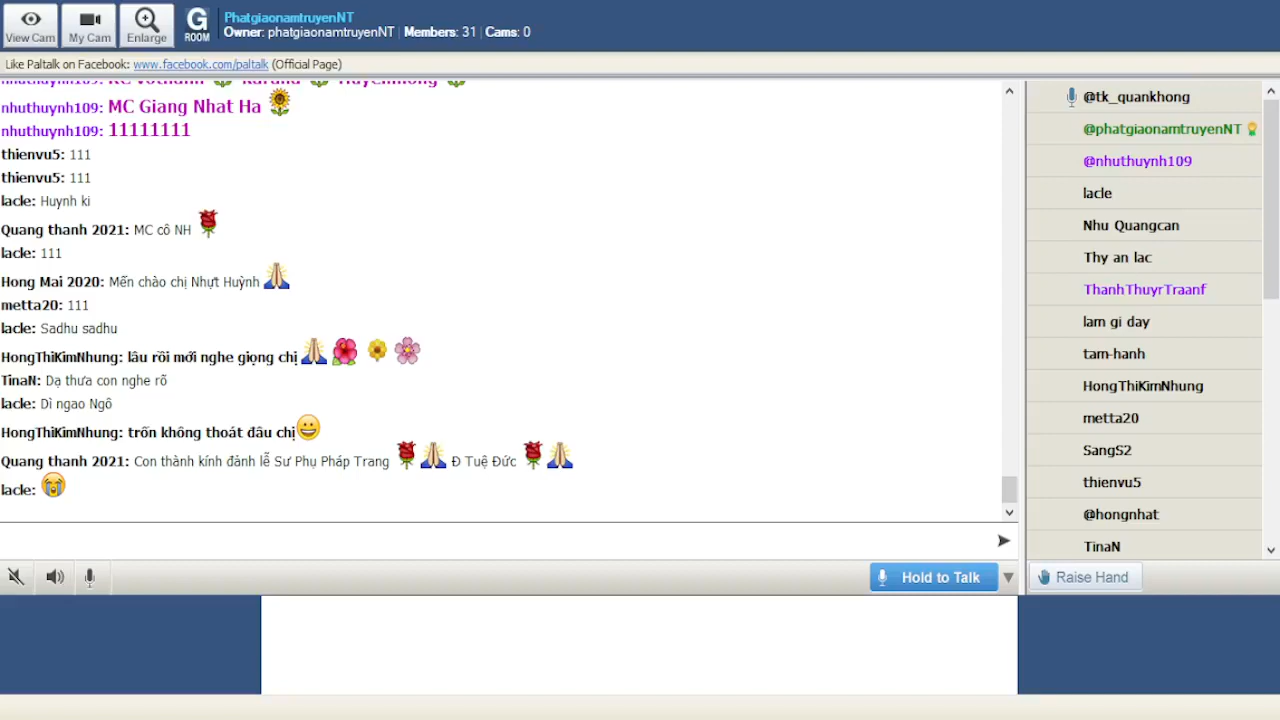 View Cam
My Cam
Enlarge
G ROOM
PhatgiaonamtruyenNT
Owner: phatgiaonamtruyenNT | Members: 31 | Cams: 0
Like Paltalk on Facebook: www.facebook.com/paltalk (Official Page)
nhuthuynh109: MC Giang Nhat Ha
nhuthuynh109: 11111111
thienvu5: 111
thienvu5: 111
lacle: Huynh ki
Quang thanh 2021: MC cô NH
lacle: 111
Hong Mai 2020: Mến chào chị Nhựt Huỳnh
metta20: 111
lacle: Sadhu sadhu
HongThiKimNhung: lâu rồi mới nghe giọng chị
TinaN: Dạ thưa con nghe rõ
lacle: Dì ngao Ngô
HongThiKimNhung: trốn không thoát đâu chị
Quang thanh 2021: Con thành kính đảnh lễ Sư Phụ Pháp Trang Đ Tuệ Đức
lacle:
@tk_quankhong
@phatgiaonamtruyenNT
@nhuthuynh109
lacle
Nhu Quangcan
Thy an lac
ThanhThuyrTraanf
lam gi day
tam-hanh
HongThiKimNhung
metta20
SangS2
thienvu5
@hongnhat
TinaN
Hold to Talk
Raise Hand